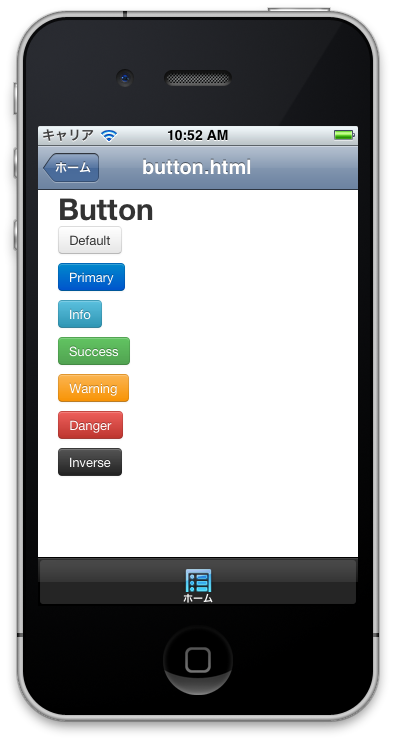 キャリア 10:52 AM
ホーム button.html
Button
Default
Primary
Info
Success
Warning
Danger
Inverse
ホーム